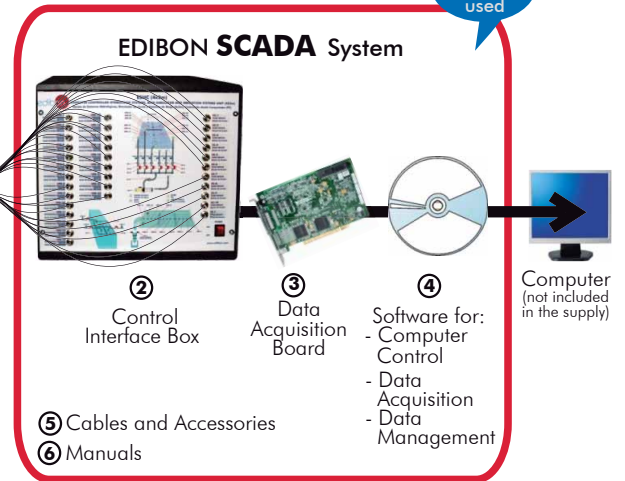 used
EDIBON SCADA System
2
Control
Interface Box
3
Data
Acquisition
Board
4
Software for:
- Computer
Control
- Data
Acquisition
- Data
Management
Computer
(not included
in the supply)
5 Cables and Accessories
6 Manuals